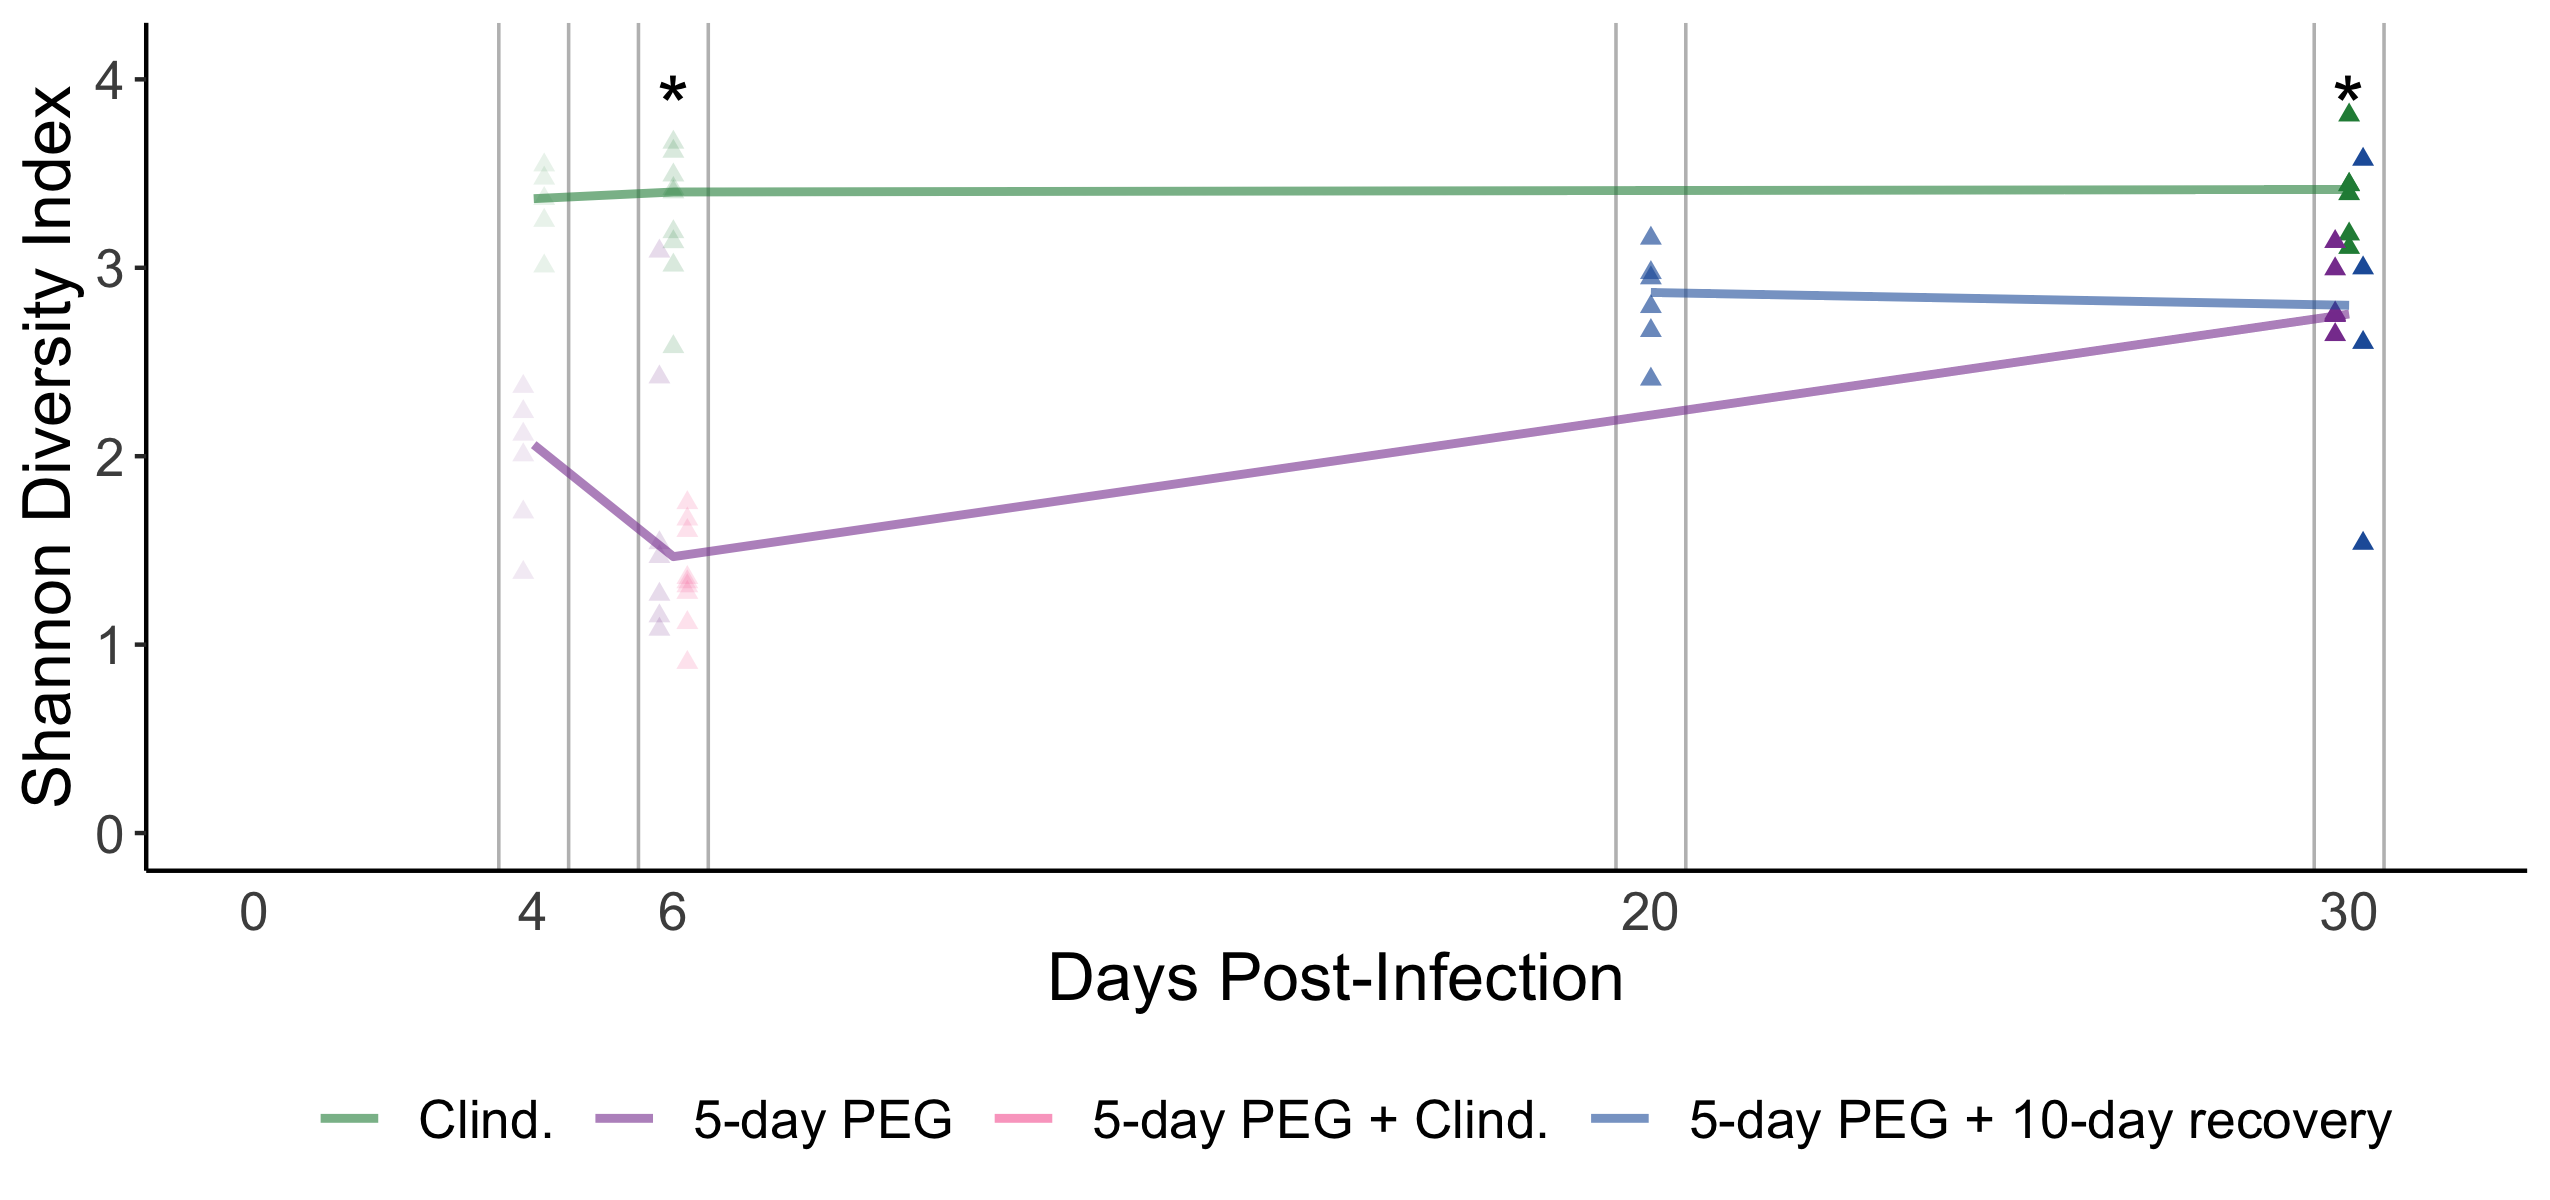 Shannon Diversity Index
4
3
2
1
0
*
*
0 4 6 20 30
Days Post-Infection
Clind. 5-day PEG 5-day PEG + Clind. 5-day PEG + 10-day recovery